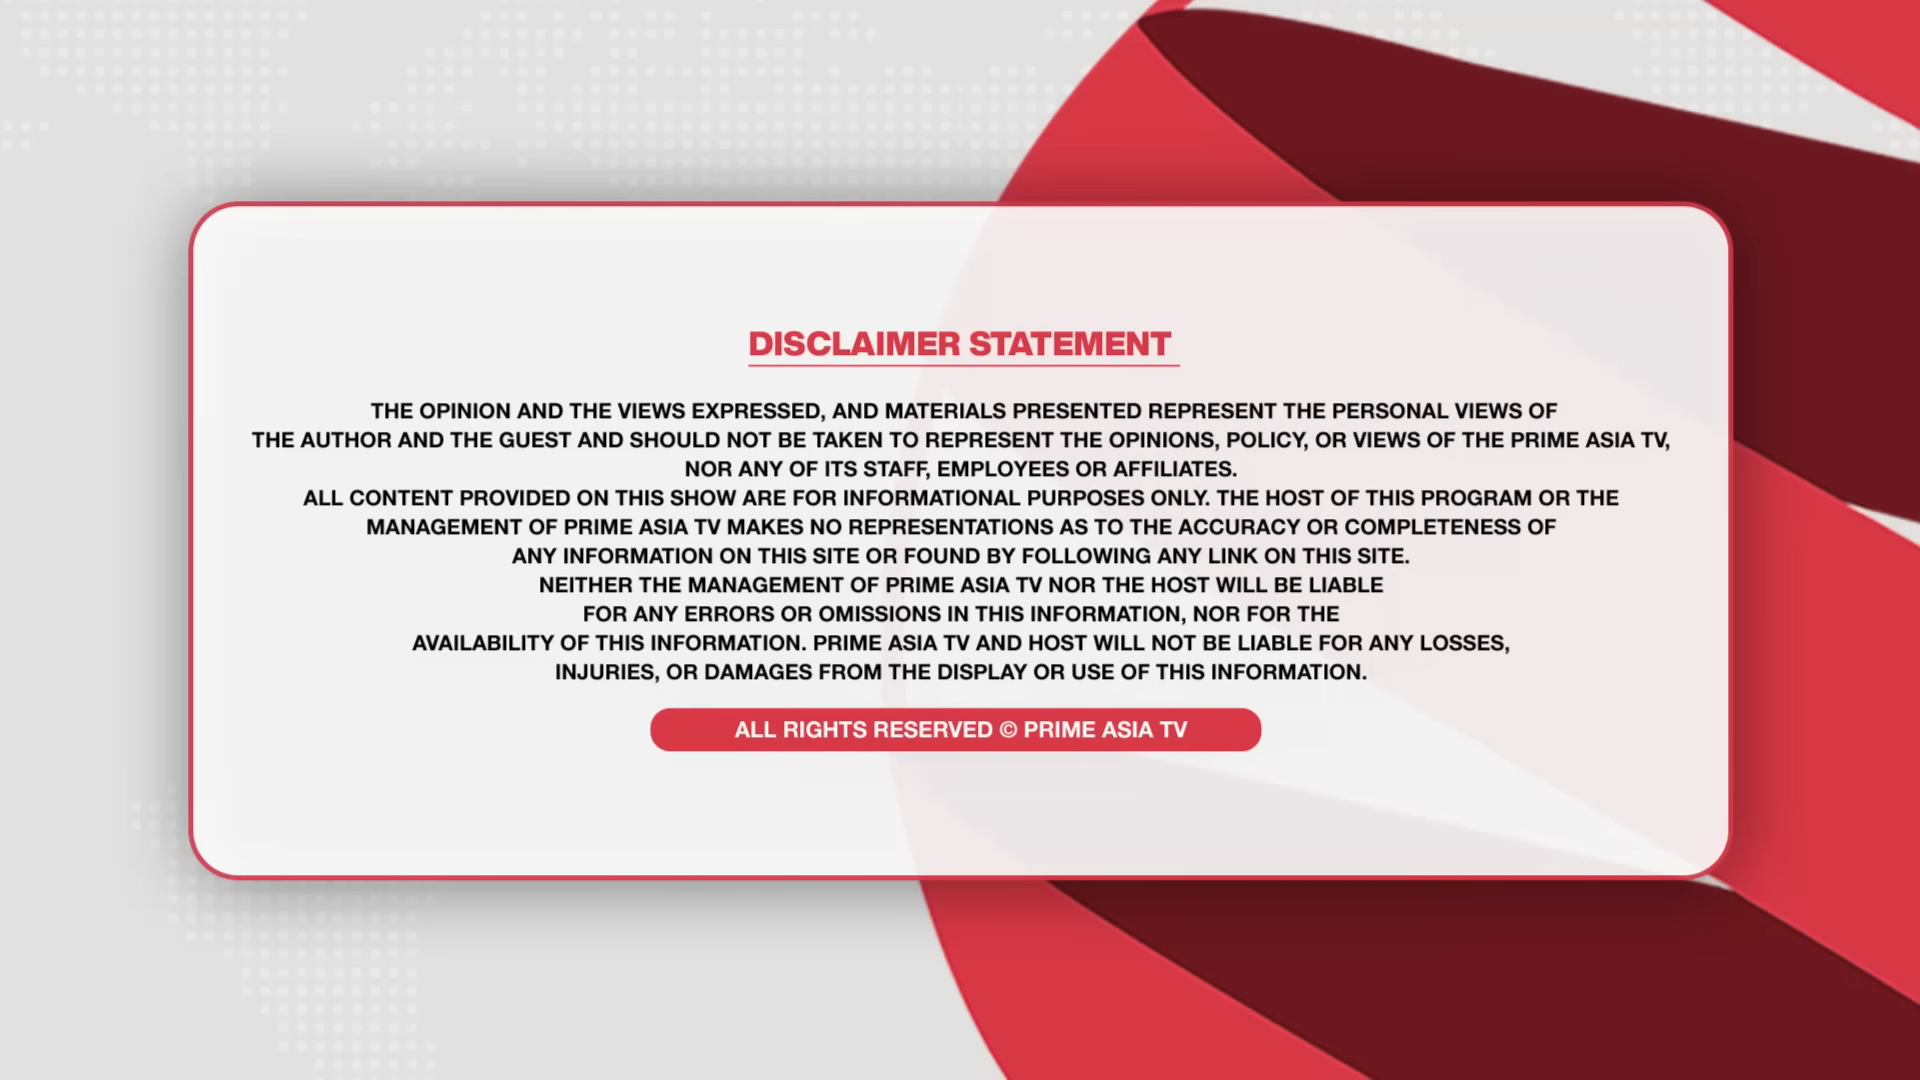 DISCLAIMER STATEMENT
THE OPINION AND THE VIEWS EXPRESSED, AND MATERIALS PRESENTED REPRESENT THE PERSONAL VIEWS OF
THE AUTHOR AND THE GUEST AND SHOULD NOT BE TAKEN TO REPRESENT THE OPINIONS, POLICY, OR VIEWS OF THE PRIME ASIA TV,
NOR ANY OF ITS STAFF, EMPLOYEES OR AFFILIATES.
ALL CONTENT PROVIDED ON THIS SHOW ARE FOR INFORMATIONAL PURPOSES ONLY. THE HOST OF THIS PROGRAM OR THE
MANAGEMENT OF PRIME ASIA TV MAKES NO REPRESENTATIONS AS TO THE ACCURACY OR COMPLETENESS OF
ANY INFORMATION ON THIS SITE OR FOUND BY FOLLOWING ANY LINK ON THIS SITE.
NEITHER THE MANAGEMENT OF PRIME ASIA TV NOR THE HOST WILL BE LIABLE
FOR ANY ERRORS OR OMISSIONS IN THIS INFORMATION, NOR FOR THE
AVAILABILITY OF THIS INFORMATION. PRIME ASIA TV AND HOST WILL NOT BE LIABLE FOR ANY LOSSES,
INJURIES, OR DAMAGES FROM THE DISPLAY OR USE OF THIS INFORMATION.
ALL RIGHTS RESERVED © PRIME ASIA TV